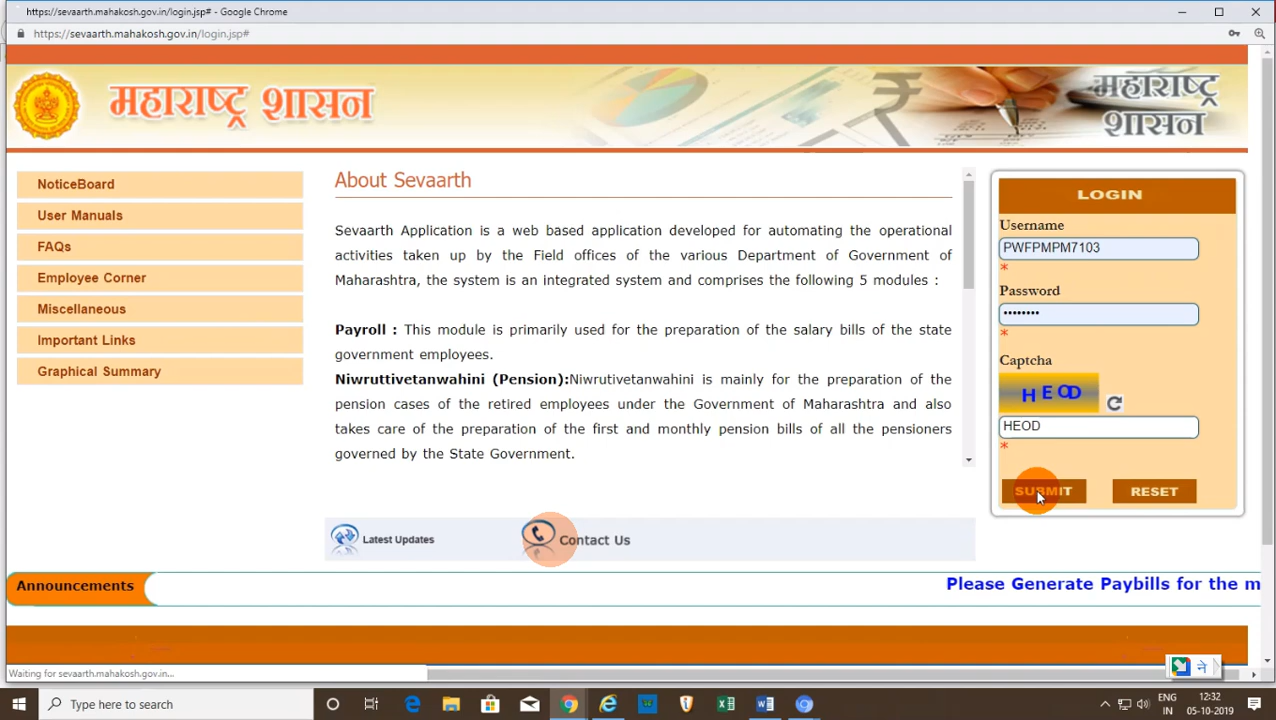 https://sevaarth.mahakosh.gov.in/login.jsp# - Google Chrome
https://sevaarth.mahakosh.gov.in/login.jsp#
महाराष्ट्र शासन
महाराष्ट्र
शासन
NoticeBoard
User Manuals
FAQs
Employee Corner
Miscellaneous
Important Links
Graphical Summary
About Sevaarth
Sevaarth Application is a web based application developed for automating the operational
activities taken up by the Field offices of the various Department of Government of
Maharashtra, the system is an integrated system and comprises the following 5 modules :
Payroll : This module is primarily used for the preparation of the salary bills of the state
government employees.
Niwruttivetanwahini (Pension):Niwrutivetanwahini is mainly for the preparation of the
pension cases of the retired employees under the Government of Maharashtra and also
takes care of the preparation of the first and monthly pension bills of all the pensioners
governed by the State Government.
LOGIN
Username
PWFPMPM7103
*
Password
••••••••
*
Captcha
HEOD
HEOD
*
SUBMIT RESET
Latest Updates Contact Us
Announcements Please Generate Paybills for the m
Waiting for sevaarth.mahakosh.gov.in...
ने
Type here to search
ENG
IN
12:32
05-10-2019